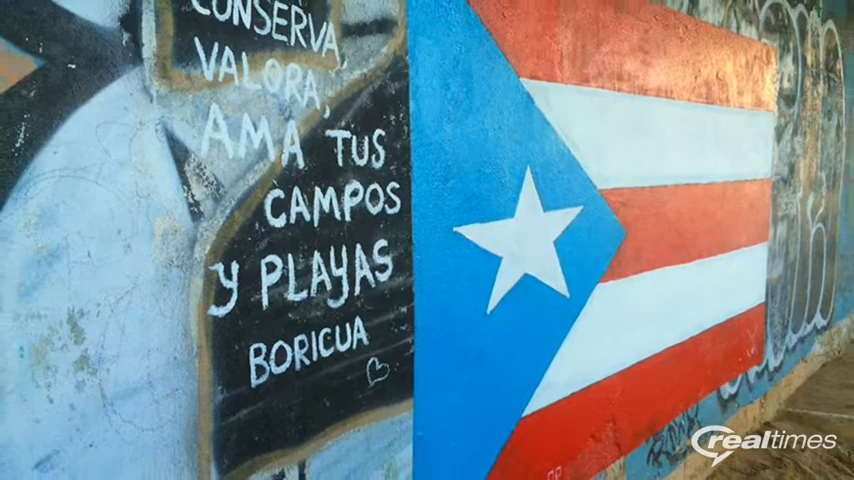 CONSERVA,
VALORA,
AMA TUS
CAMPOS
Y PLAYAS
BORICUA
realtimes